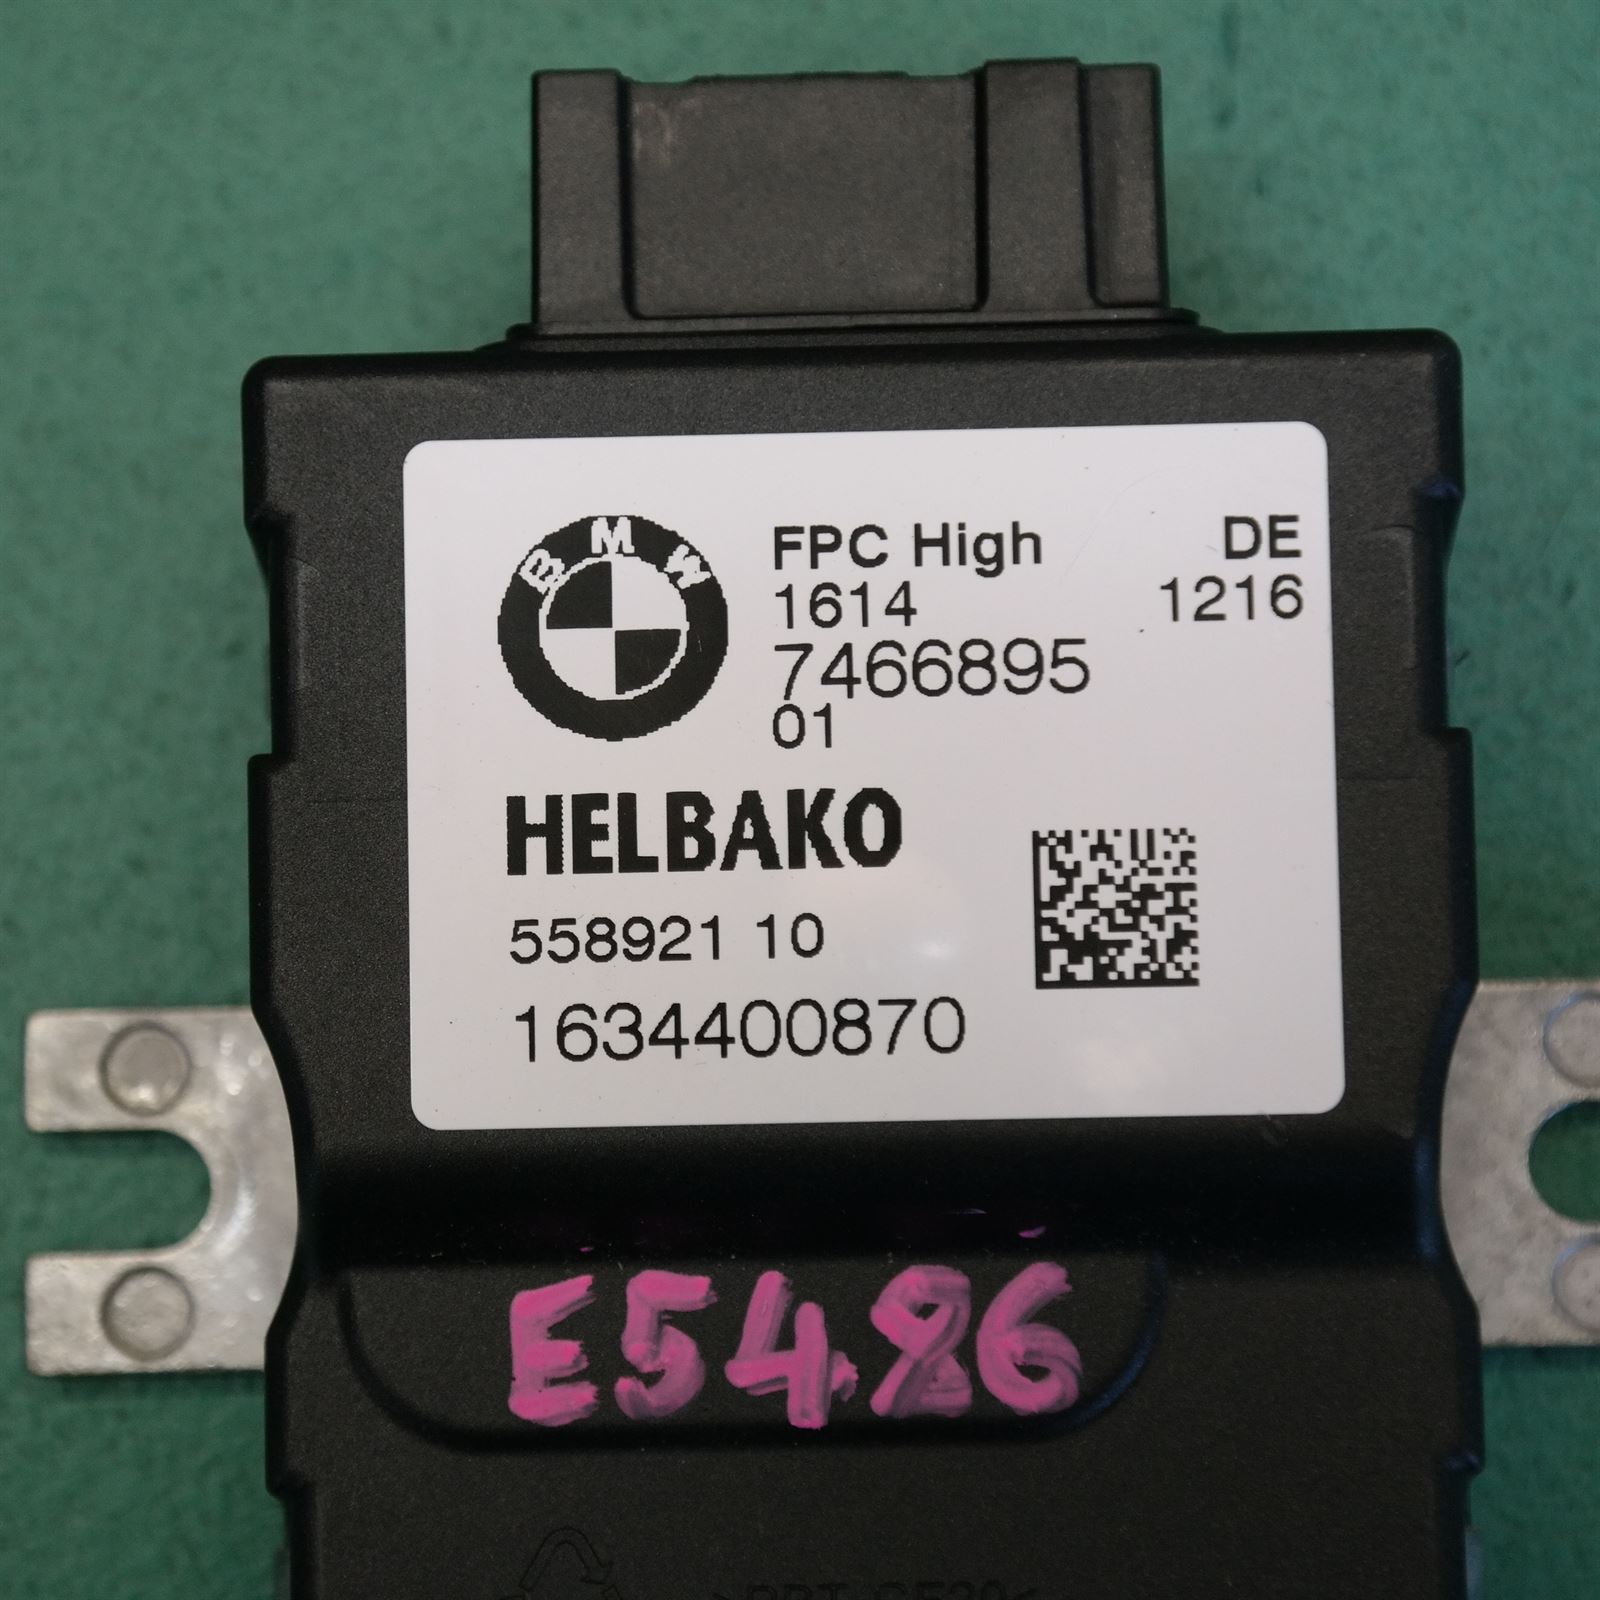 BMW
FPC High DE
1614 1216
7466895
01
HELBAKO
558921 10
1634400870
E5486